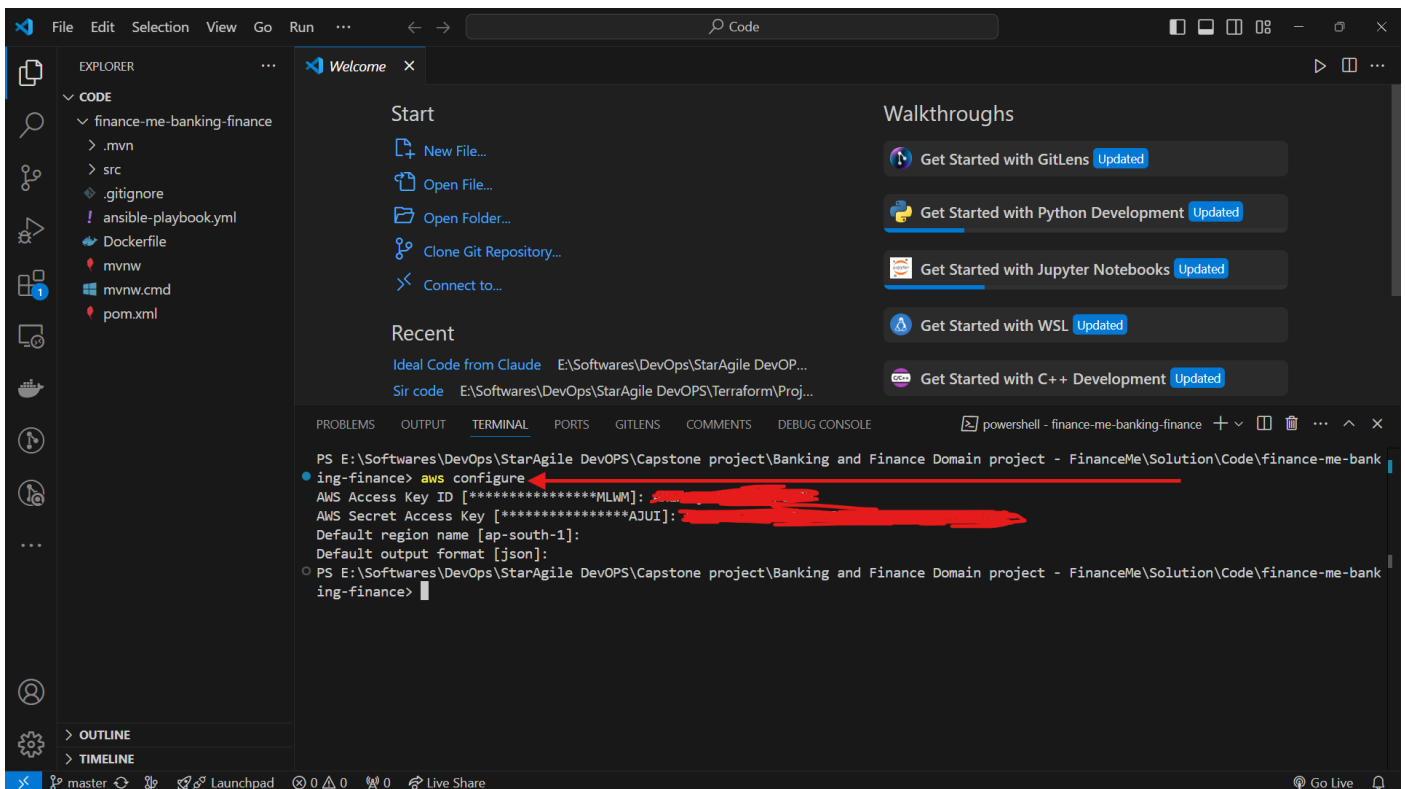 File Edit Selection View Go Run ··· Code
EXPLORER ···
CODE
finance-me-banking-finance
.mvn
src
.gitignore
ansible-playbook.yml
Dockerfile
mvnw
mvnw.cmd
pom.xml
OUTLINE
TIMELINE
1
Welcome
Start
New File...
Open File...
Open Folder...
Clone Git Repository...
Connect to...
Recent
Ideal Code from Claude E:\Softwares\DevOps\StarAgile DevOP...
Sir code E:\Softwares\DevOps\StarAgile DevOPS\Terraform\Proj...
Walkthroughs
Get Started with GitLens Updated
Get Started with Python Development Updated
Get Started with Jupyter Notebooks Updated
Get Started with WSL Updated
Get Started with C++ Development Updated
PROBLEMS OUTPUT TERMINAL PORTS GITLENS COMMENTS DEBUG CONSOLE powershell - finance-me-banking-finance
PS E:\Softwares\DevOps\StarAgile DevOPS\Capstone project\Banking and Finance Domain project - FinanceMe\Solution\Code\finance-me-bank
ing-finance> aws configure
AWS Access Key ID [****************MLWM]:
AWS Secret Access Key [****************AJUI]:
Default region name [ap-south-1]:
Default output format [json]:
PS E:\Softwares\DevOps\StarAgile DevOPS\Capstone project\Banking and Finance Domain project - FinanceMe\Solution\Code\finance-me-bank
ing-finance>
master Launchpad 0 0 0 Live Share Go Live